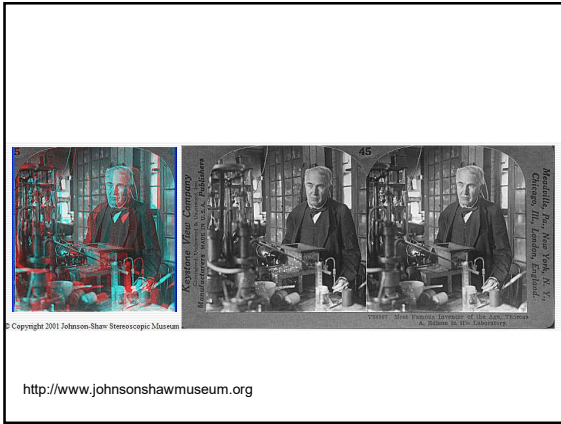 5
© Copyright 2001 Johnson-Shaw Stereoscopic Museum
Keystone View Company
Manufacturers MADE IN U.S.A. Publishers
45
Meadville, Pa., New York, N. Y.,
Chicago, Ill., London, England.
Most Famous Inventor of the Age, Thomas
A. Edison in His Laboratory.
http://www.johnsonshawmuseum.org